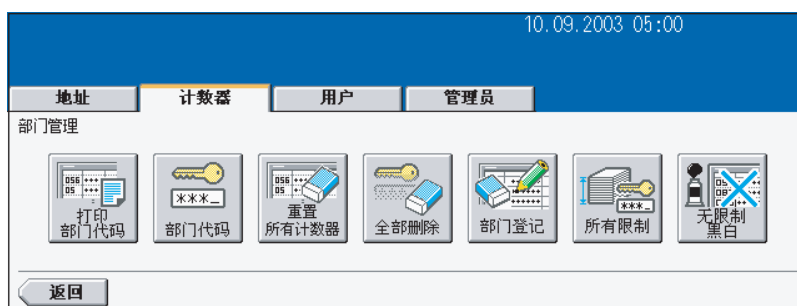 10.09.2003 05:00
地址 计数器 用户 管理员
部门管理
打印
部门代码
部门代码
重置
所有计数器
全部删除
部门登记
所有限制
无限制
黑白
返回